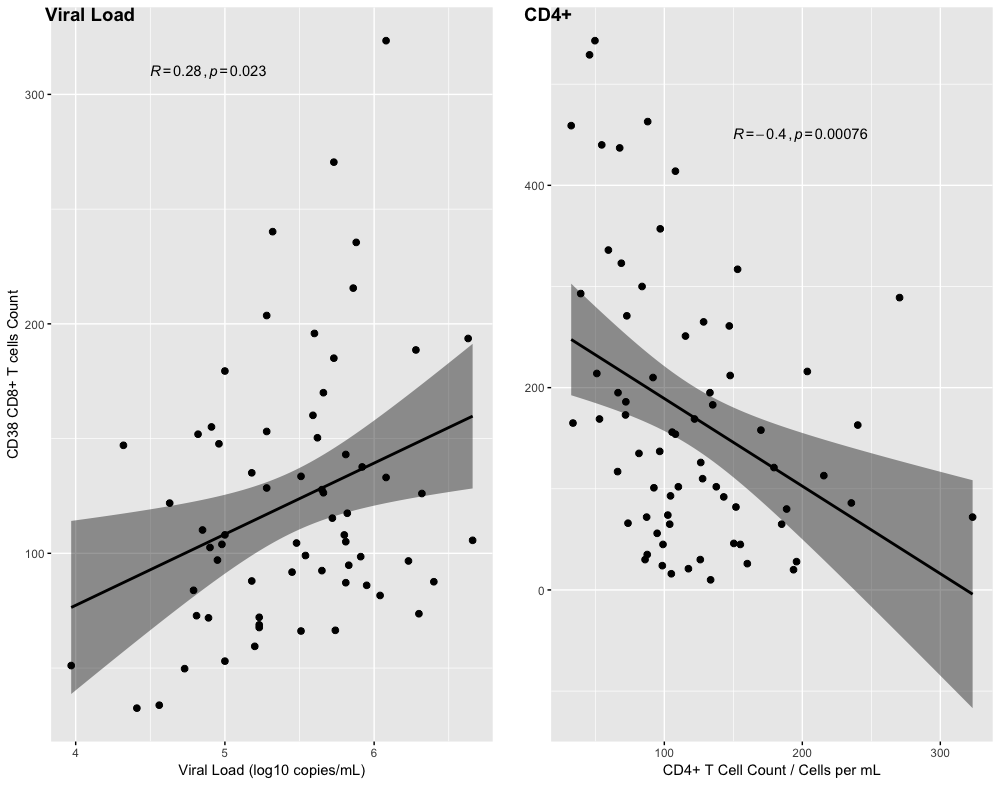 Viral Load
R=0.28, p=0.023
300
200
100
CD38 CD8+ T cells Count
4
5
6
Viral Load (log10 copies/mL)
CD4+
R=−0.4, p=0.00076
400
200
0
100
200
300
CD4+ T Cell Count / Cells per mL